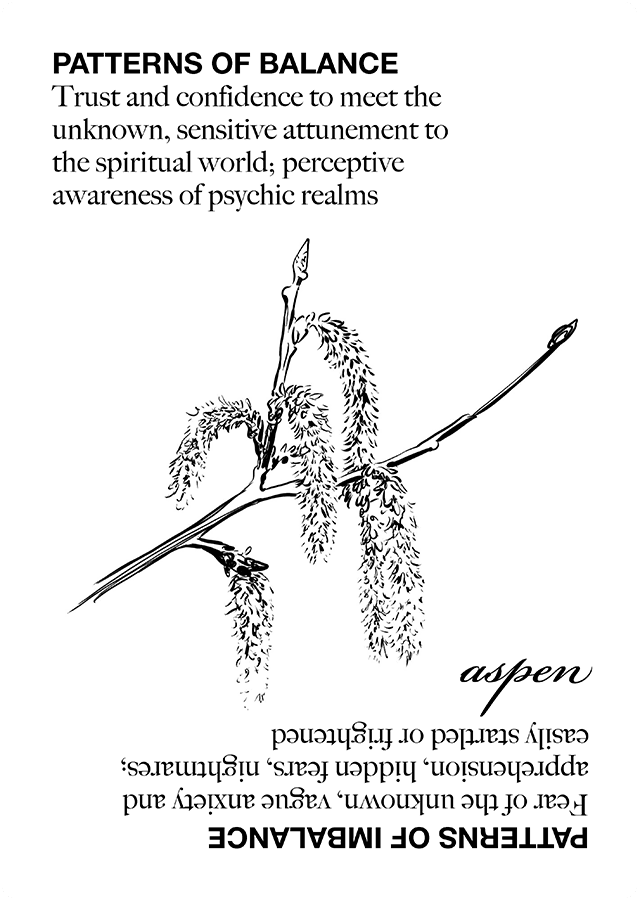 PATTERNS OF BALANCE
Trust and confidence to meet the
unknown, sensitive attunement to
the spiritual world; perceptive
awareness of psychic realms
aspen
PATTERNS OF IMBALANCE
Fear of the unknown, vague anxiety and
apprehension, hidden fears, nightmares;
easily startled or frightened